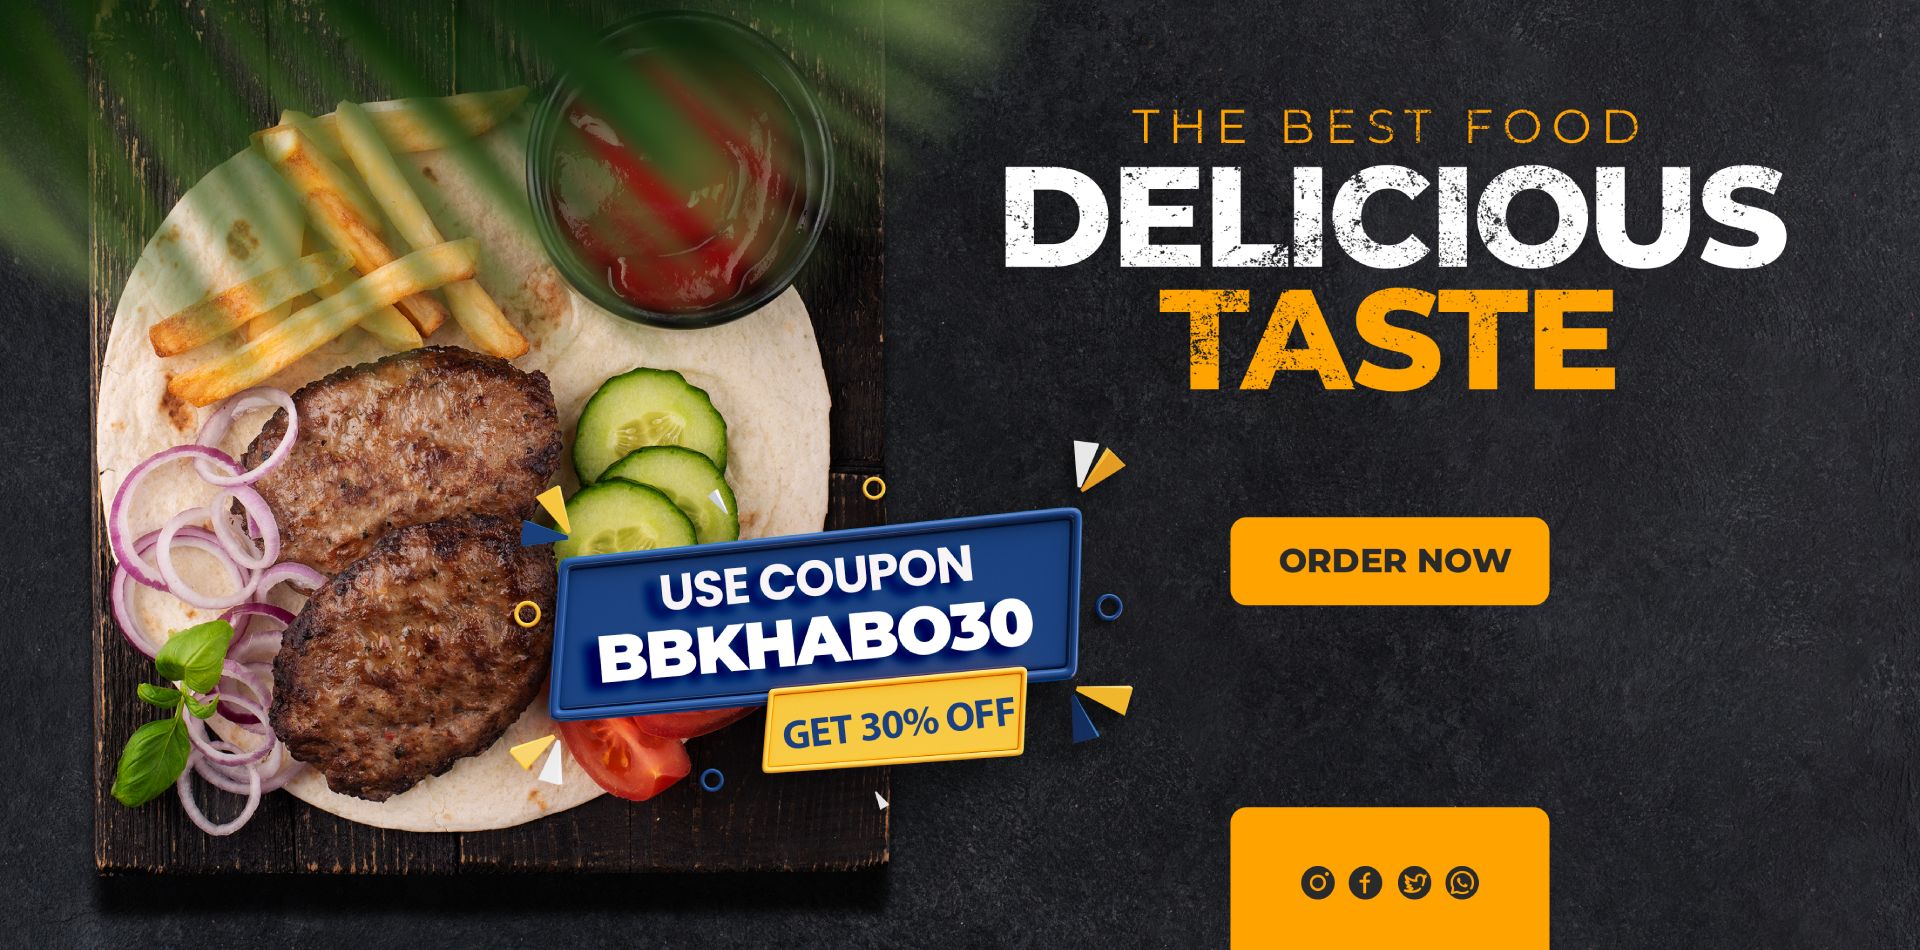 THE BEST FOOD
DELICIOUS
TASTE
USE COUPON
BBKHABO30
GET 30% OFF
ORDER NOW